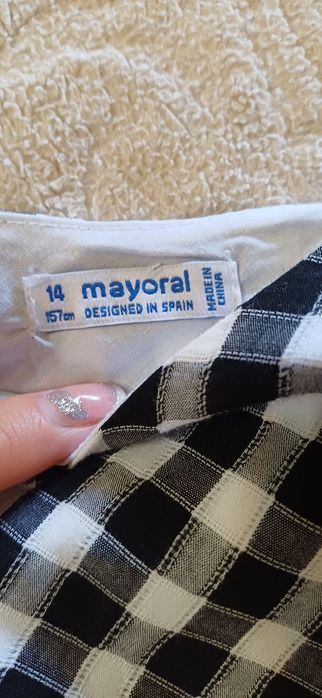 14 mayoral
157cm DESIGNED IN SPAIN
MADE IN
CHINA